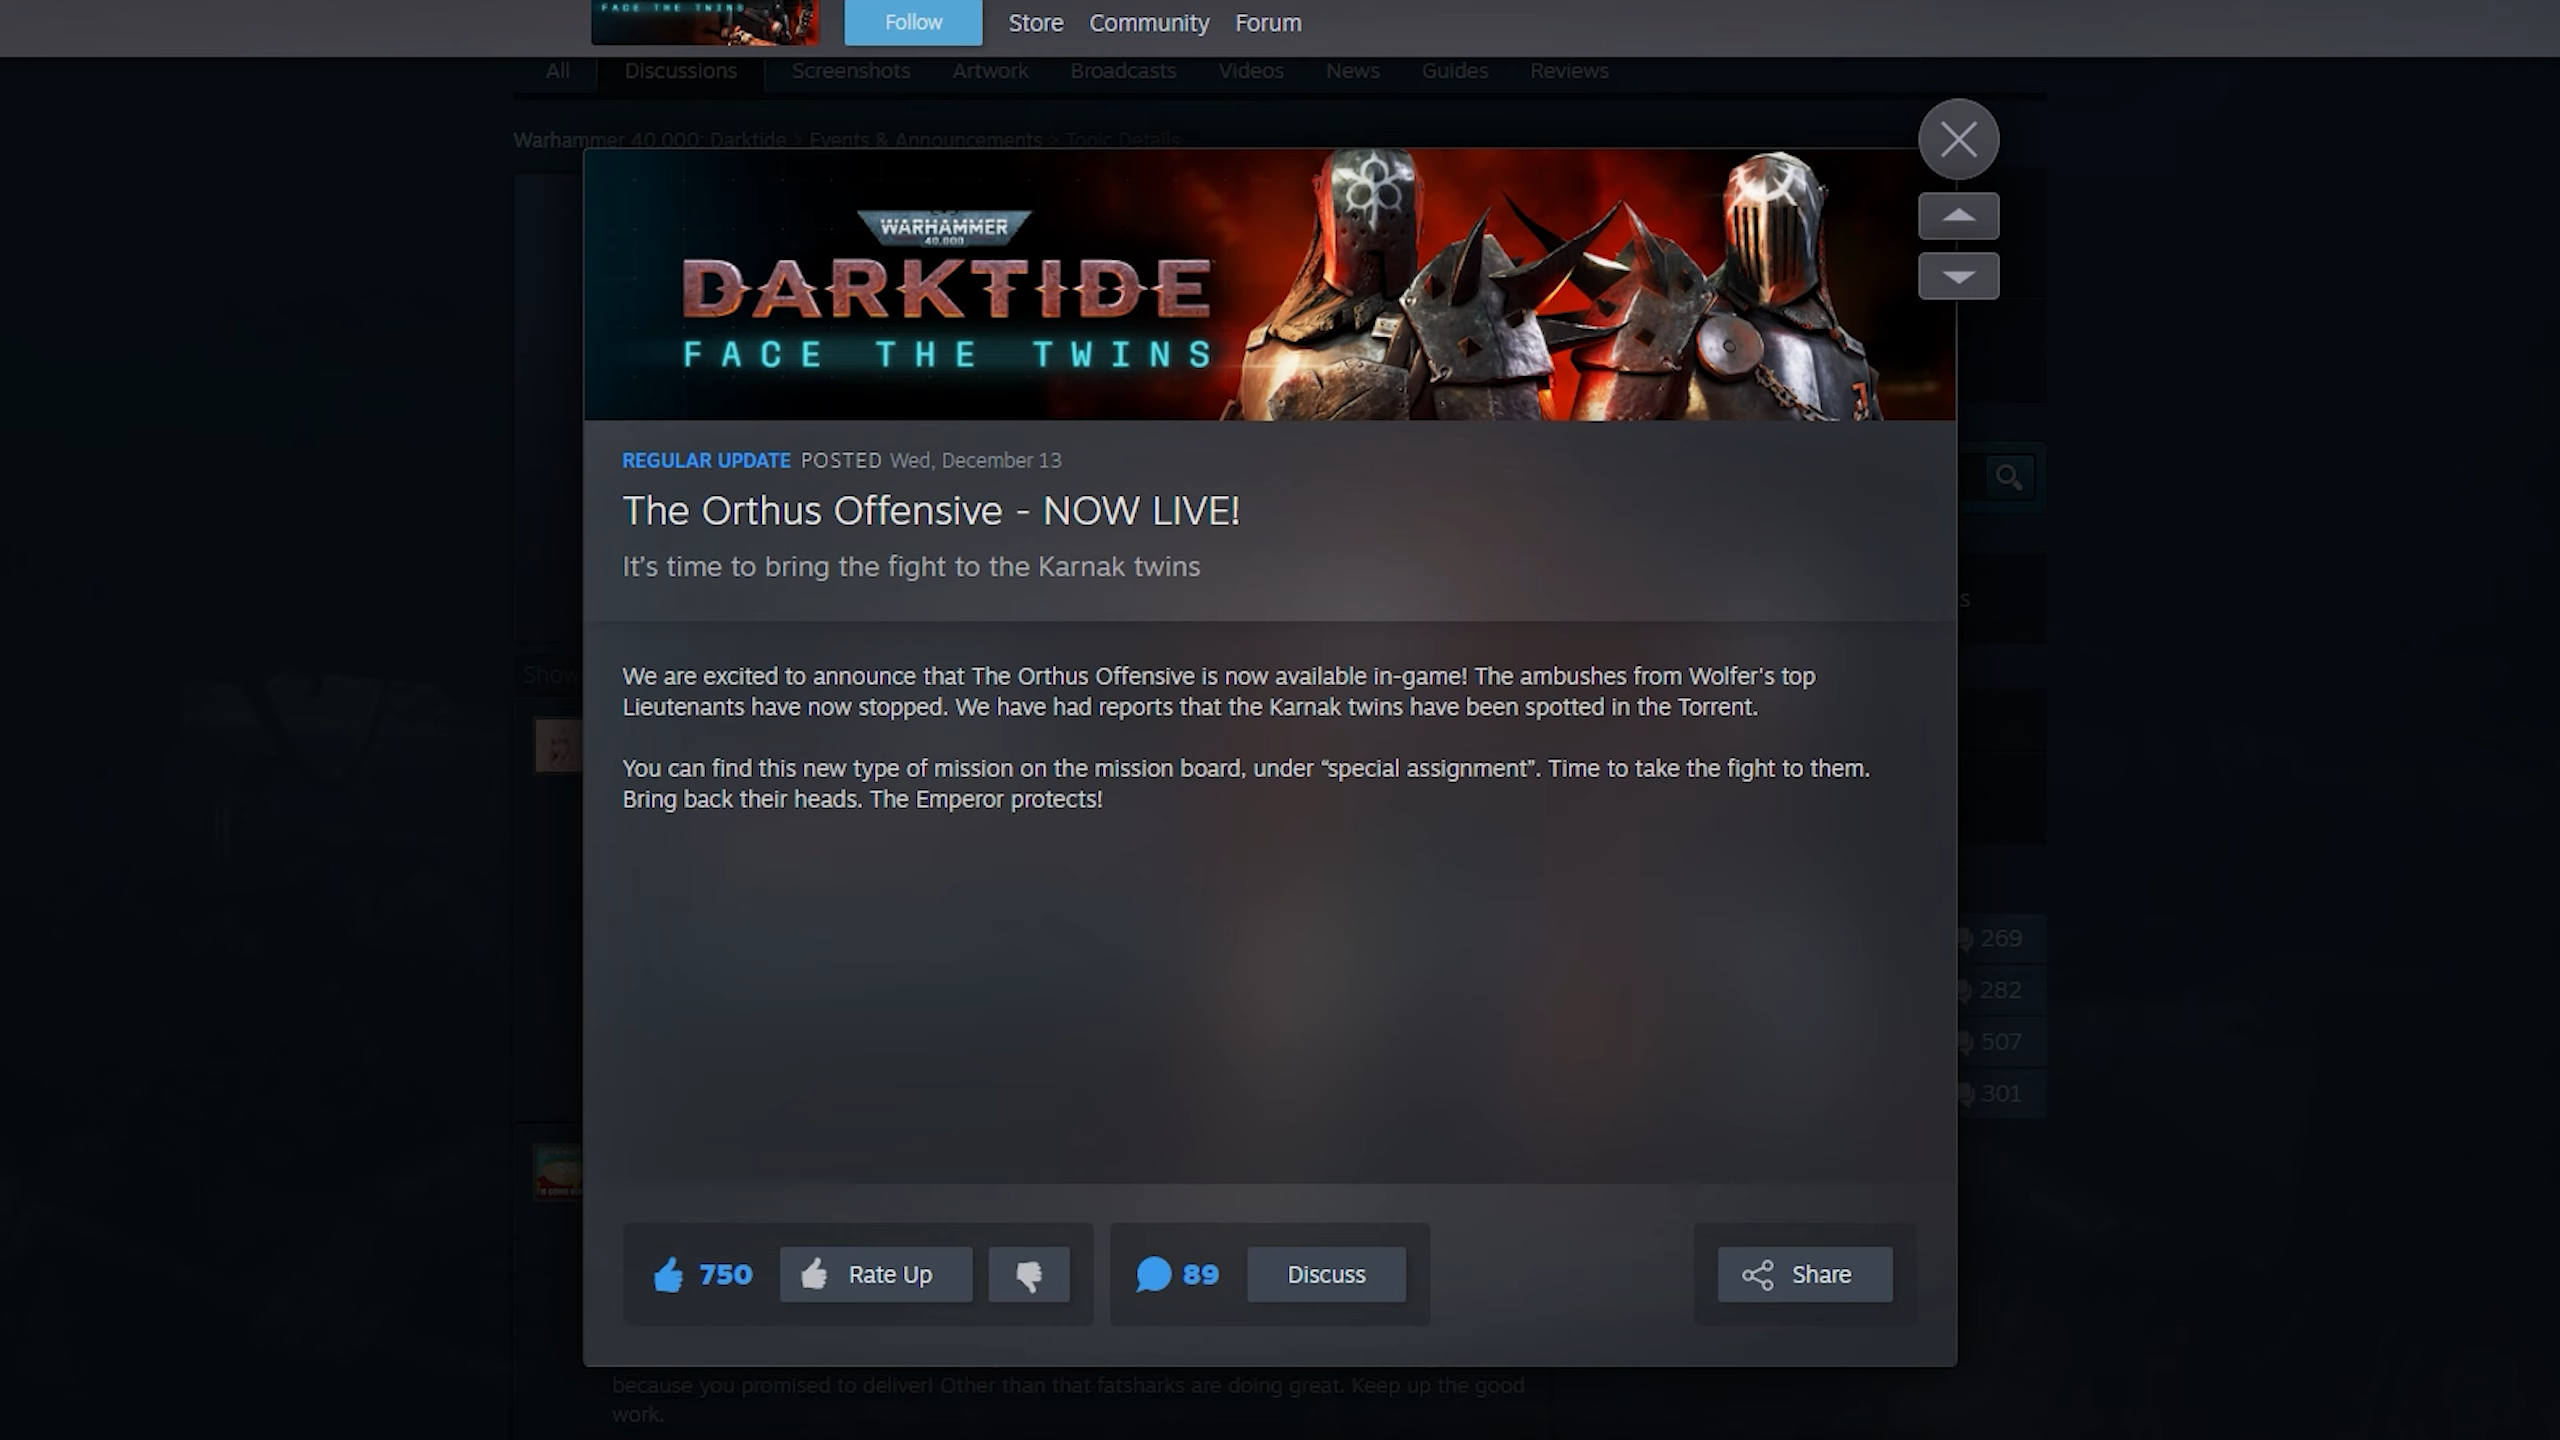 FACE THE TWINS
Follow
Store
Community
Forum
All
Discussions
Screenshots
Artwork
Broadcasts
Videos
News
Guides
Reviews
Warhammer 40,000: Darktide > Events & Announcements > Topic Details
WARHAMMER
40,000
DARKTIDE
FACE THE TWINS
REGULAR UPDATE POSTED Wed, December 13
The Orthus Offensive - NOW LIVE!
It's time to bring the fight to the Karnak twins
s
Show
We are excited to announce that The Orthus Offensive is now available in-game! The ambushes from Wolfer's top
Lieutenants have now stopped. We have had reports that the Karnak twins have been spotted in the Torrent.
You can find this new type of mission on the mission board, under “special assignment”. Time to take the fight to them.
Bring back their heads. The Emperor protects!
269
282
507
301
750
Rate Up
89
Discuss
Share
because you promised to deliver! Other than that fatsharks are doing great. Keep up the good
work.